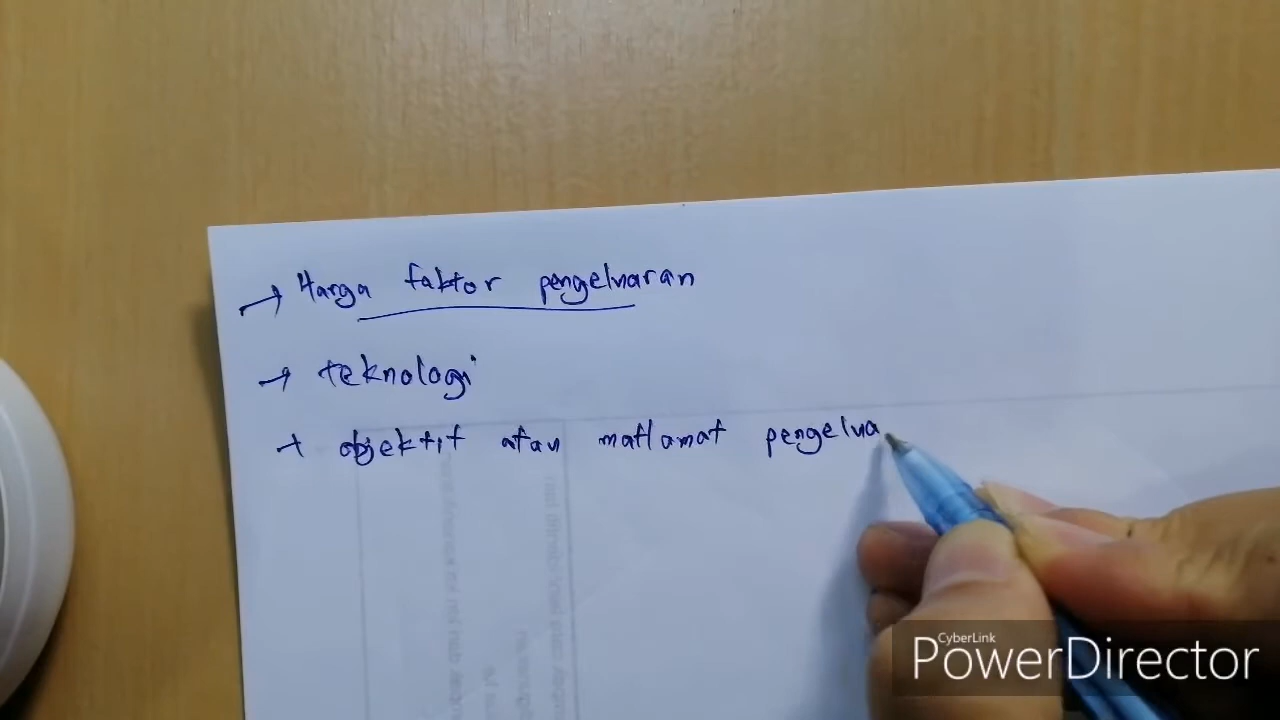 → Harga faktor pengeluaran
→ teknologi
→ objektif atau matlamat pengelua
CyberLink
PowerDirector